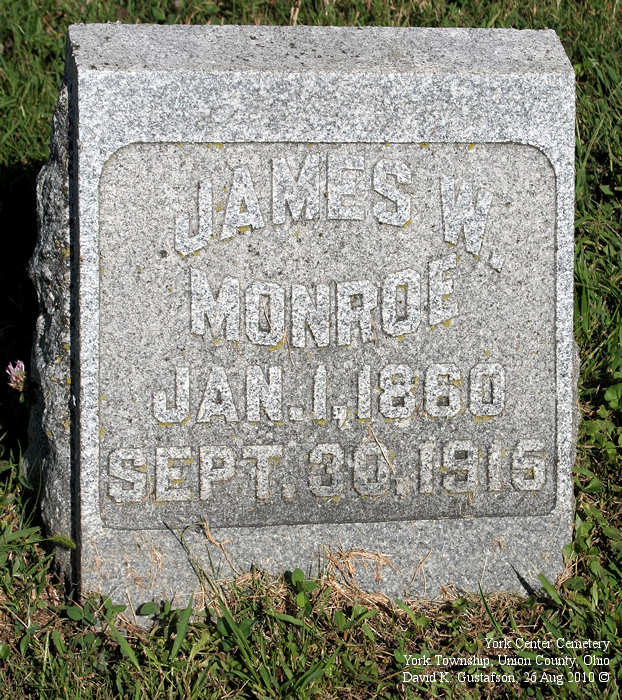 JAMES W.
MONROE
JAN. 1, 1860
SEPT. 30, 1915
York Center Cemetery
York Township, Union County, Ohio
David K. Gustafson, 26 Aug 2010 ©